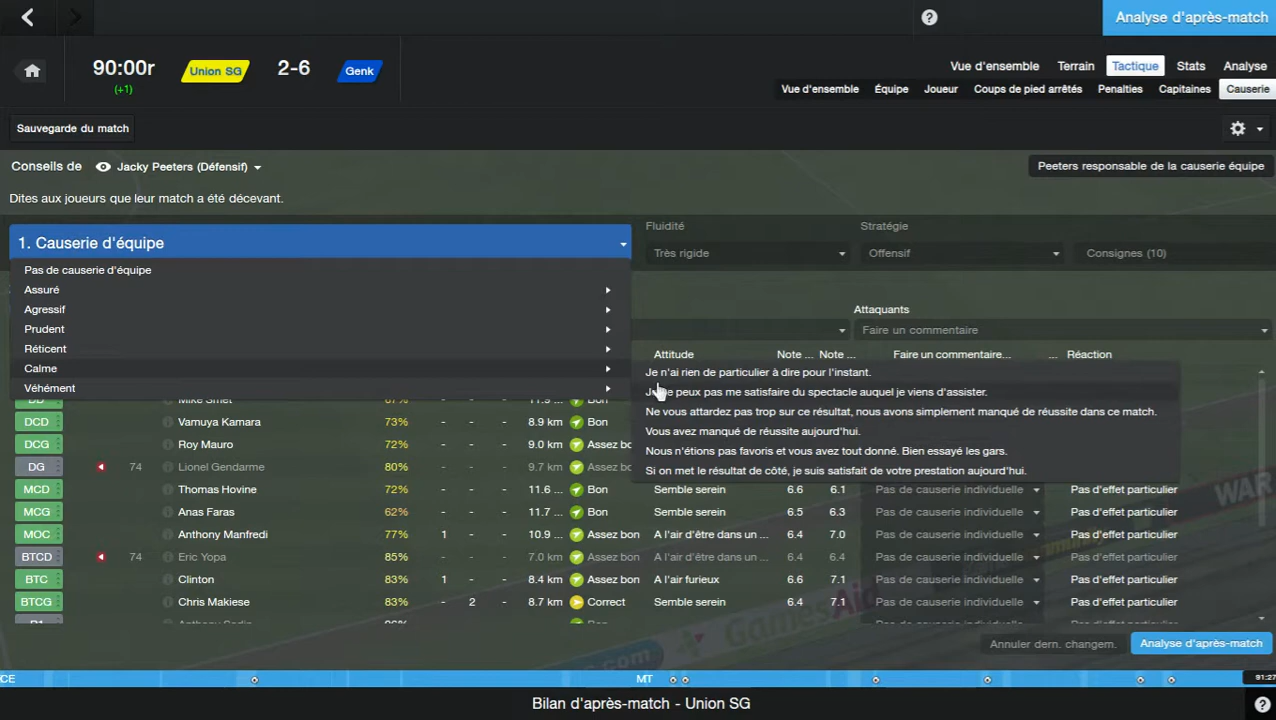 Analyse d'après-match
90:00r
(+1)
Union SG
2-6
Genk
Vue d'ensemble Terrain Tactique Stats Analyse
Vue d'ensemble Équipe Joueur Coups de pied arrêtés Penalties Capitaines Causerie
Sauvegarde du match
Conseils de Jacky Peeters (Défensif)
Peeters responsable de la causerie équipe
Dites aux joueurs que leur match a été décevant.
1. Causerie d'équipe
Fluidité Stratégie
Très rigide Offensif Consignes (10)
Pas de causerie d'équipe
Assuré
Agressif
Prudent
Réticent
Calme
Véhément
Attaquants
Faire un commentaire
Attitude Note ... Note ... Faire un commentaire... ... Réaction
Je n'ai rien de particulier à dire pour l'instant.
peux pas me satisfaire du spectacle auquel je viens d'assister.
Ne vous attardez pas trop sur ce résultat, nous avons simplement manqué de réussite dans ce match.
Vous avez manqué de réussite aujourd'hui.
Nous n'étions pas favoris et vous avez tout donné. Bien essayé les gars.
Si on met le résultat de côté, je suis satisfait de votre prestation aujourd'hui.
DCD Vamuya Kamara 73% - - - 8.9 km Bon
DCG Roy Mauro 72% - - - 9.0 km Assez bon
DG 74 Lionel Gendarme 80% - - - 9.7 km Assez bon
MCD Thomas Hovine 72% - - - 11.6 ... Bon Semble serein 6.6 6.1 Pas de causerie individuelle Pas d'effet particulier
MCG Anas Faras 62% - - - 11.7 ... Bon Semble serein 6.5 6.3 Pas de causerie individuelle Pas d'effet particulier
MOC Anthony Manfredi 77% 1 - - 10.9 ... Assez bon A l'air d'être dans un ... 6.4 7.0 Pas de causerie individuelle Pas d'effet particulier
BTCD 74 Eric Yopa 85% - - - 7.0 km Assez bon A l'air d'être dans un ... 6.4 6.4 Pas de causerie individuelle Pas d'effet particulier
BTC Clinton 83% 1 - - 8.4 km Assez bon A l'air furieux 6.6 7.1 Pas de causerie individuelle Pas d'effet particulier
BTCG Chris Makiese 83% - 2 - 8.7 km Correct Semble serein 6.4 7.1 Pas de causerie individuelle Pas d'effet particulier
WAR
GamesAid
Annuler dern. changem. Analyse d'après-match
CE MT 91:27
Bilan d'après-match - Union SG